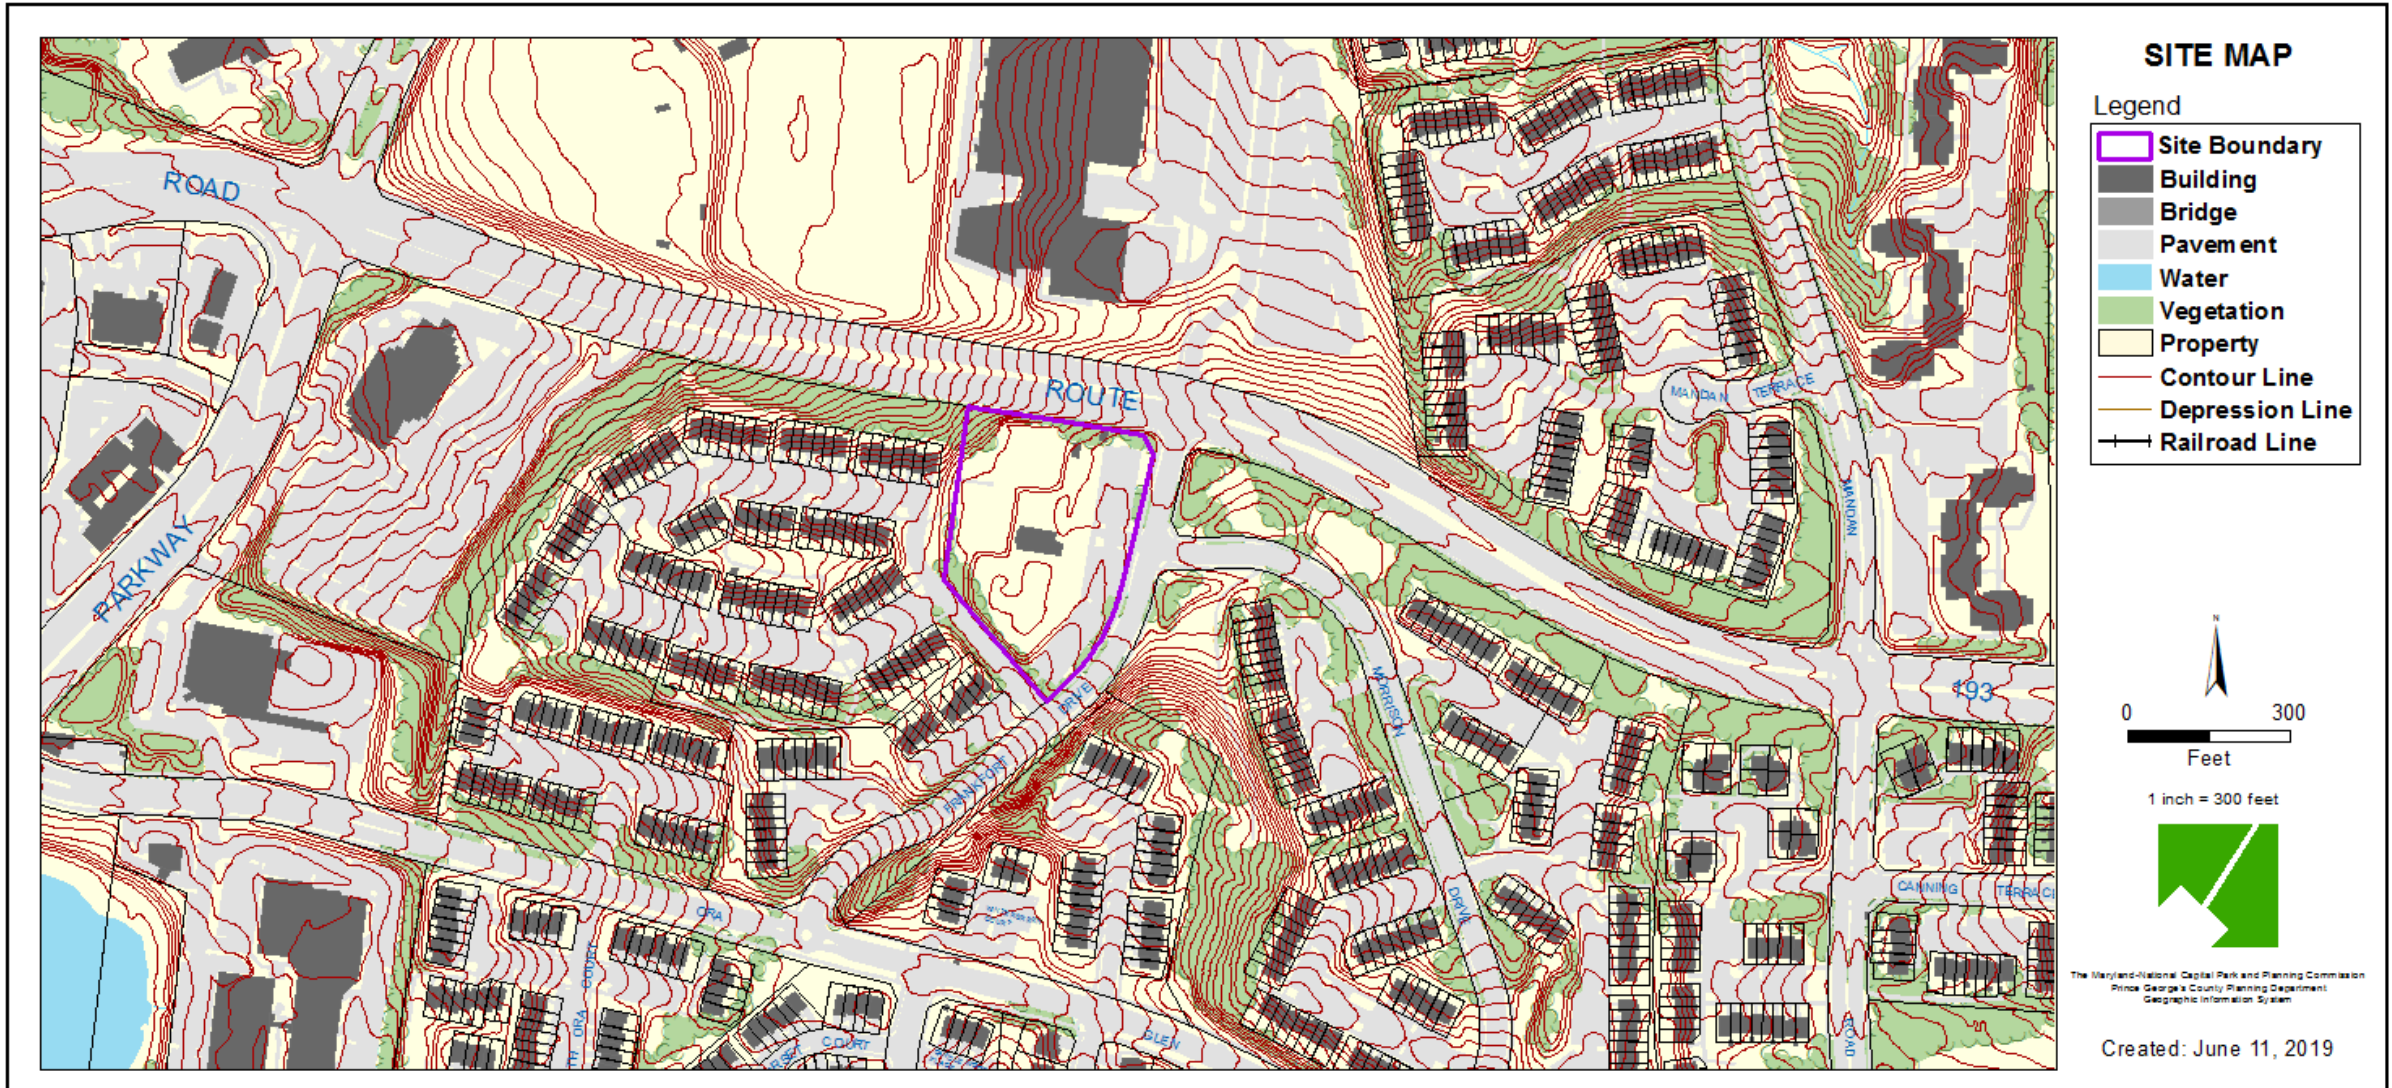 SITE MAP
Legend
Site Boundary
Building
Bridge
Pavement
Water
Vegetation
Property
Contour Line
Depression Line
Railroad Line
N
0 300
Feet
1 inch = 300 feet
The Maryland-National Capital Park and Planning Commission
Prince George's County Planning Department
Geographic Information System
Created: June 11, 2019
ROAD
ROUTE
PARKWAY
MANDAN TERRACE
MANDAN
193
DRIVE
MORRISON
FRANKFORT
CANNING
DRIVE
ORA
COURT
ORA
COURT
GLEN
ROAD